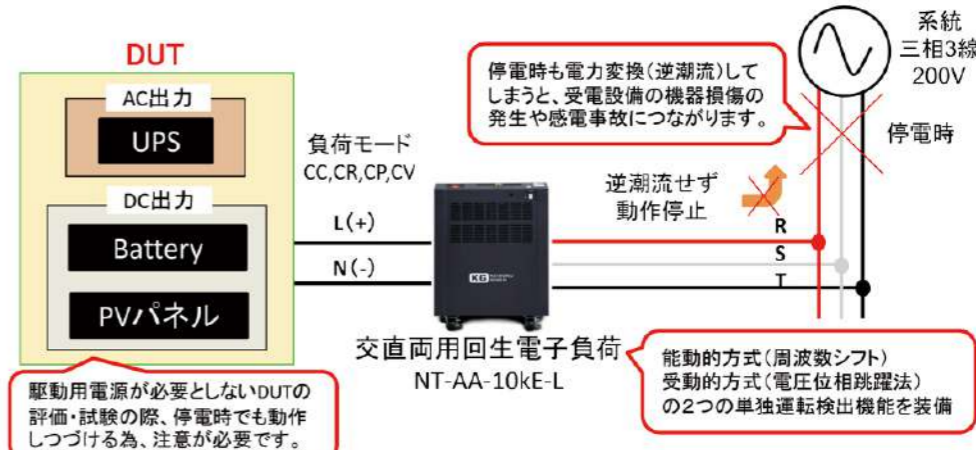 DUT
AC出力
UPS
DC出力
Battery
PVパネル
駆動用電源が必要としないDUTの
評価・試験の際、停電時でも動作
しつづける為、注意が必要です。
負荷モード
CC,CR,CP,CV
L(+)
N(-)
KG
交直両用回生電子負荷
NT-AA-10kE-L
停電時も電力変換(逆潮流)して
しまうと、受電設備の機器損傷の
発生や感電事故につながります。
逆潮流せず
動作停止
系統
三相3線
200V
停電時
R
S
T
能動的方式(周波数シフト)
受動的方式(電圧位相跳躍法)
の2つの単独運転検出機能を装備